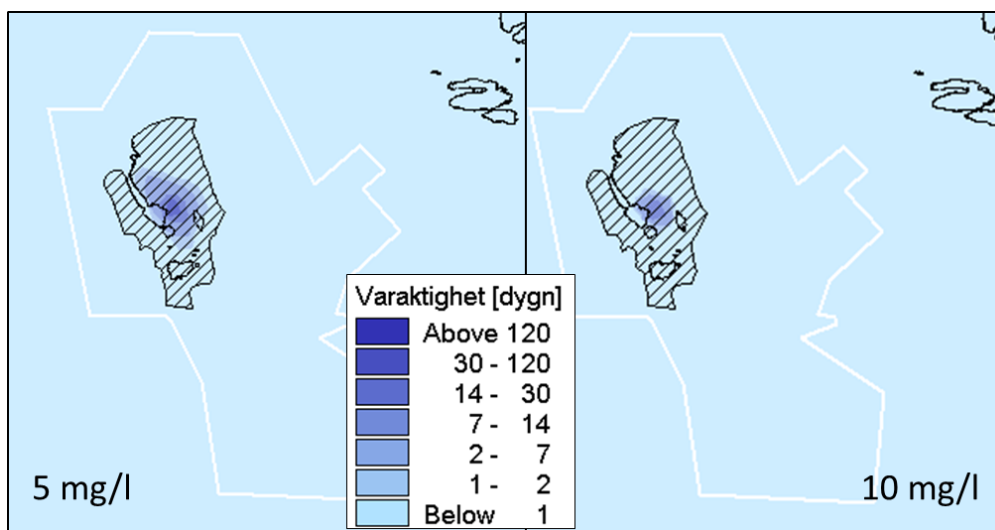 Varaktighet [dygn]
Above 120
30 - 120
14 - 30
7 - 14
2 - 7
1 - 2
Below 1
5 mg/l
10 mg/l